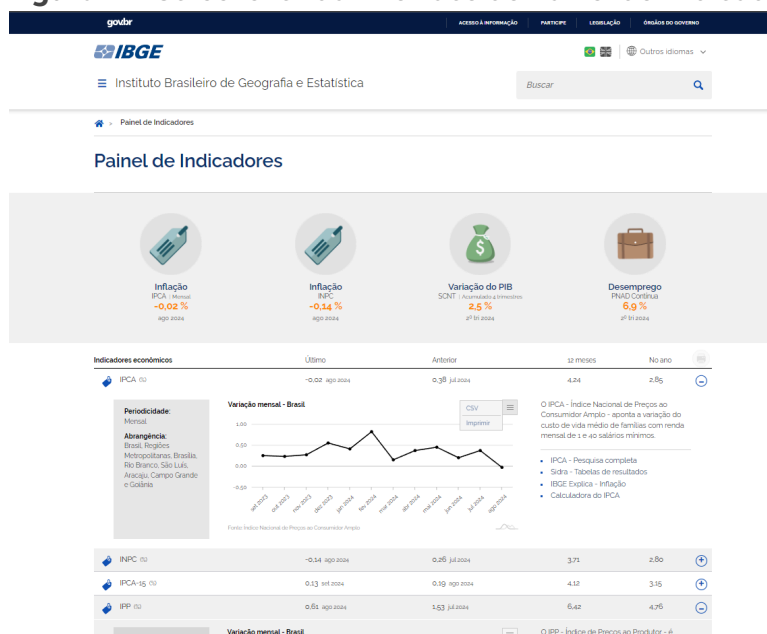 gov.br ACESSO À INFORMAÇÃO PARTICIPE LEGISLAÇÃO ÓRGÃOS DO GOVERNO
IBGE
Outros idiomas
Instituto Brasileiro de Geografia e Estatística
Buscar
Painel de Indicadores
Painel de Indicadores
Inflação Inflação Variação do PIB Desemprego
IPCA | Mensal INPC SCNT | Acumulado 4 trimestres PNAD Contínua
-0,02 % -0,14 % 2,5 % 6,9 %
ago 2024 ago 2024 2º tri 2024 2º tri 2024
Indicadores econômicos Último Anterior 12 meses No ano
IPCA (%) -0,02 ago 2024 0,38 jul 2024 4,24 2,85
Periodicidade:
Mensal
Abrangência:
Brasil, Regiões
Metropolitanas, Brasília,
Rio Branco, São Luís,
Aracaju, Campo Grande
e Goiânia
Variação mensal - Brasil
CSV
Imprimir
1,00
0,50
0,00
-0,50
set 2023 out 2023 nov 2023 dez 2023 jan 2024 fev 2024 mar 2024 abr 2024 mai 2024 jun 2024 jul 2024 ago 2024
Fonte: Índice Nacional de Preços ao Consumidor Amplo
O IPCA - Índice Nacional de Preços ao
Consumidor Amplo - aponta a variação do
custo de vida médio de famílias com renda
mensal de 1 e 40 salários mínimos.
IPCA - Pesquisa completa
Sidra - Tabelas de resultados
IBGE Explica - Inflação
Calculadora do IPCA
INPC (%) -0,14 ago 2024 0,26 jul 2024 3,71 2,80
IPCA-15 (%) 0,13 set 2024 0,19 ago 2024 4,12 3,15
IPP (%) 0,61 ago 2024 1,53 jul 2024 6,42 4,76
Variação mensal - Brasil
O IPP - Índice de Preços ao Produtor - é